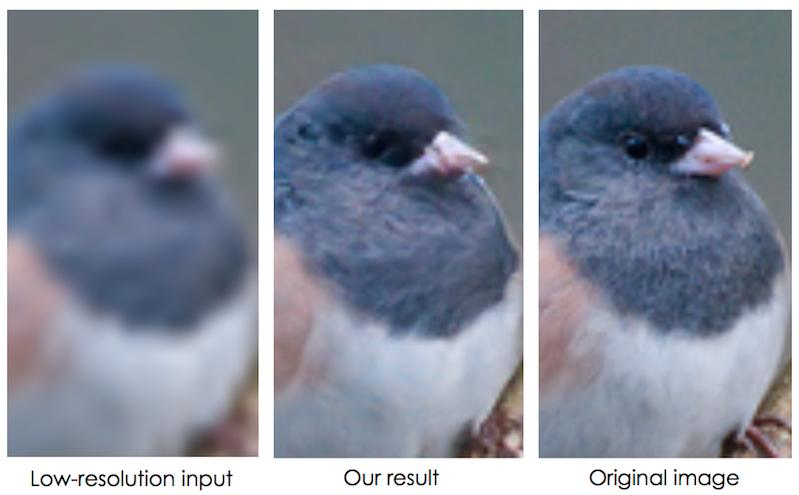 Low-resolution input
Our result
Original image